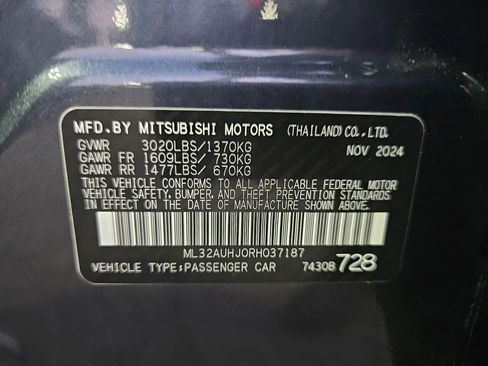 MFD.BY MITSUBISHI MOTORS (THAILAND) CO., LTD.
GVWR 3020LBS/1370KG NOV 2024
GAWR FR 1609LBS/ 730KG
GAWR RR 1477LBS/ 670KG
THIS VEHICLE CONFORMS TO ALL APPLICABLE FEDERAL MOTOR
VEHICLE SAFETY, BUMPER, AND THEFT PREVENTION STANDARDS
IN EFFECT ON THE DATE OF MANUFACTURE SHOWN ABOVE.
ML32AUHJ0RH037187
VEHICLE TYPE:PASSENGER CAR 7430B 728